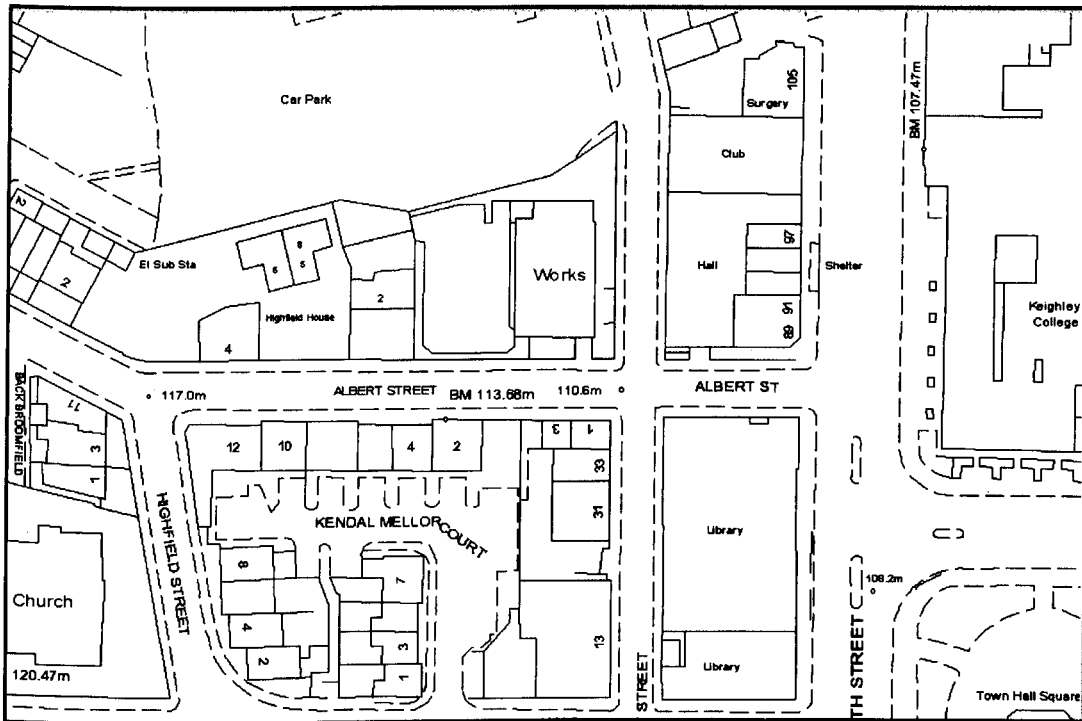 Car Park
105
Surgery
BM 107.47m
Club
2
El Sub Sta
2
8
6
5
Highfield House
2
4
Works
97
Hall
Shelter
91
89
Keighley
College
BACK BROOMFIELD
117.0m
ALBERT STREET
BM 113.68m
110.6m
ALBERT ST
11
3
1
12
10
4
2
3
1
33
31
HIGHFIELD STREET
KENDAL MELLOR
COURT
Library
8
7
4
2
3
1
13
108.2m
Church
120.47m
STREET
Library
TH STREET
Town Hall Square